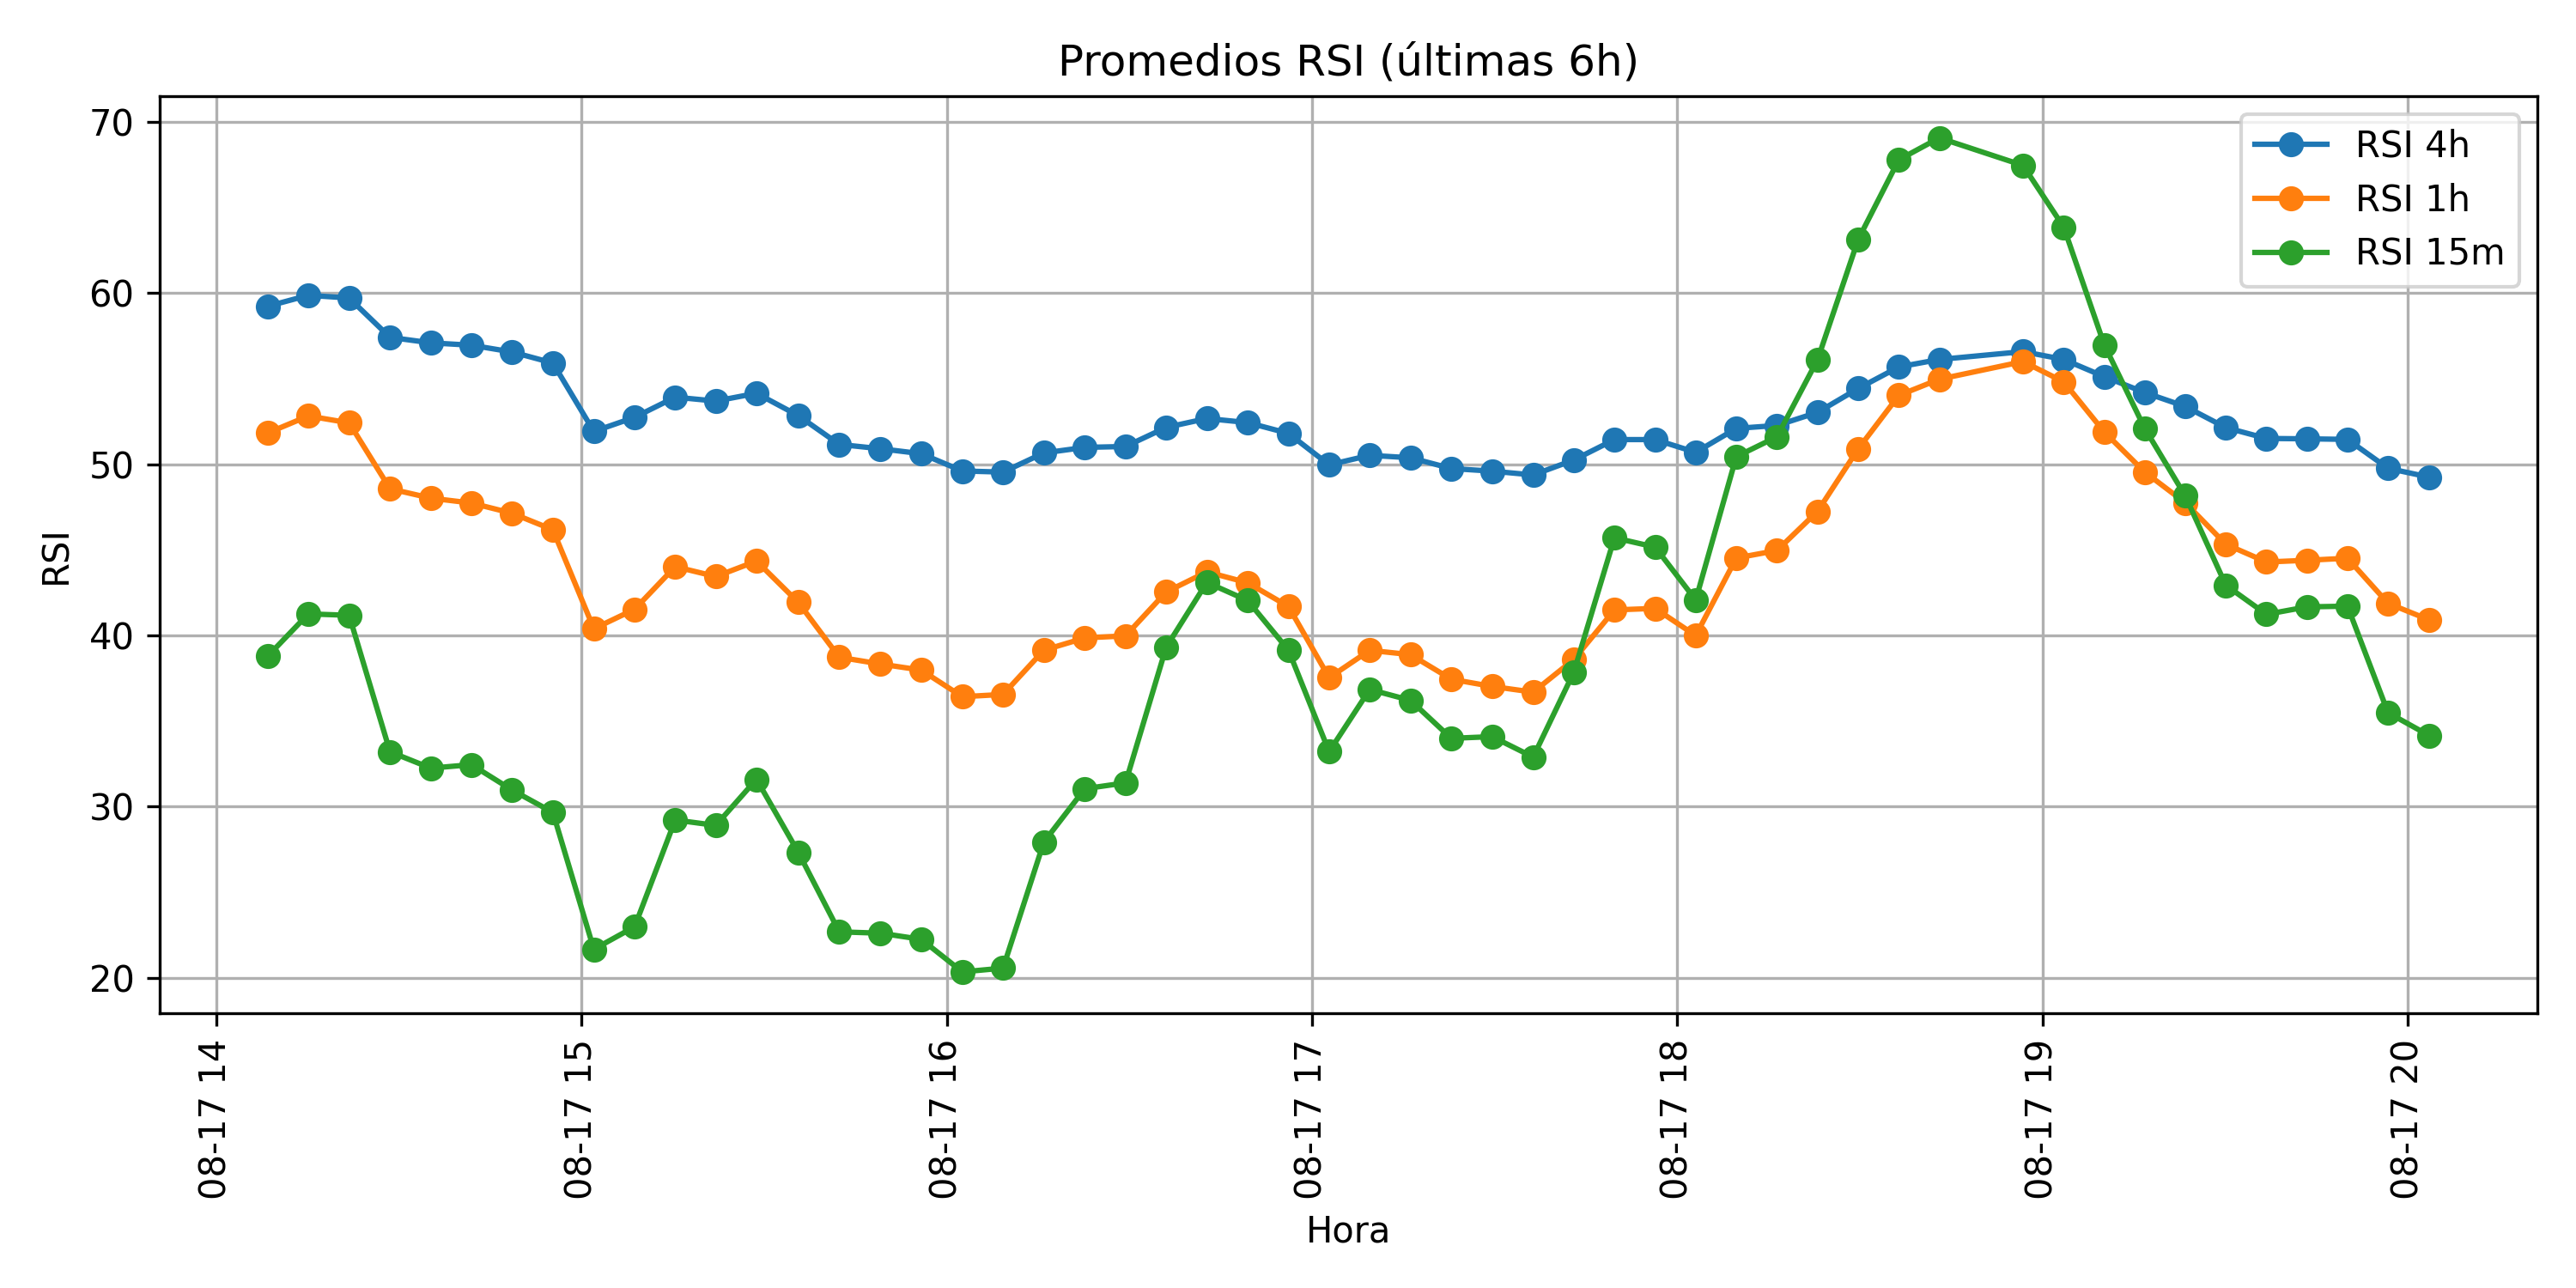 Promedios RSI (últimas 6h)
RSI 4h
RSI 1h
RSI 15m
RSI
70
60
50
40
30
20
08-17 14
08-17 15
08-17 16
08-17 17
08-17 18
08-17 19
08-17 20
Hora